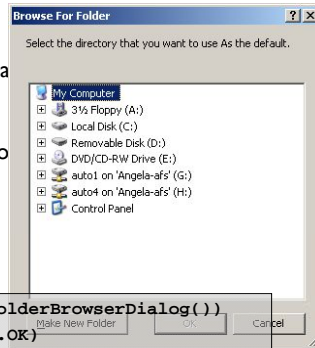 Browse For Folder
Select the directory that you want to use As the default.
a
My Computer
3½ Floppy (A:)
Local Disk (C:)
Removable Disk (D:)
DVD/CD-RW Drive (E:)
auto1 on 'Angela-afs' (G:)
auto4 on 'Angela-afs' (H:)
Control Panel
o
olderBrowserDialog())
Make New Folder
OK
Cancel
.OK)